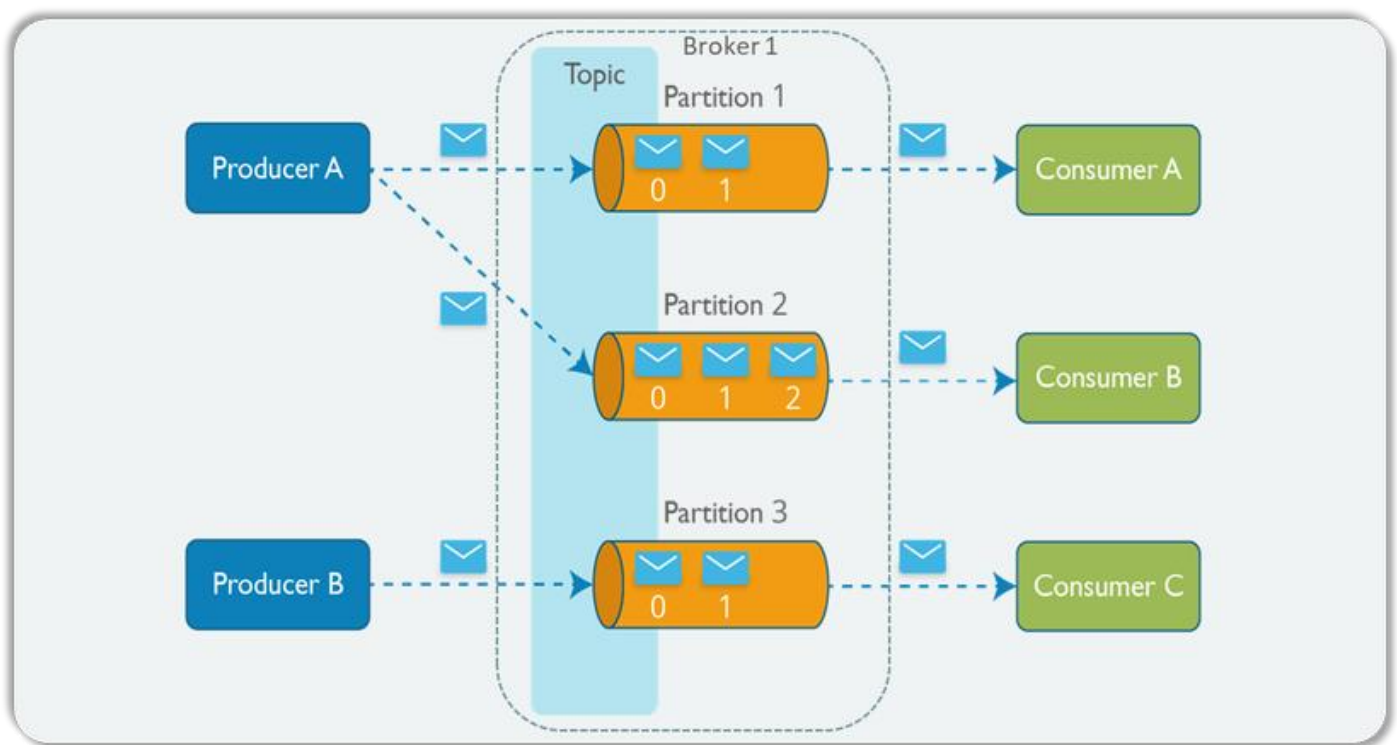 Broker 1
Topic
Partition 1
Producer A
0 1
Consumer A
Partition 2
0 1 2
Consumer B
Partition 3
Producer B
0 1
Consumer C